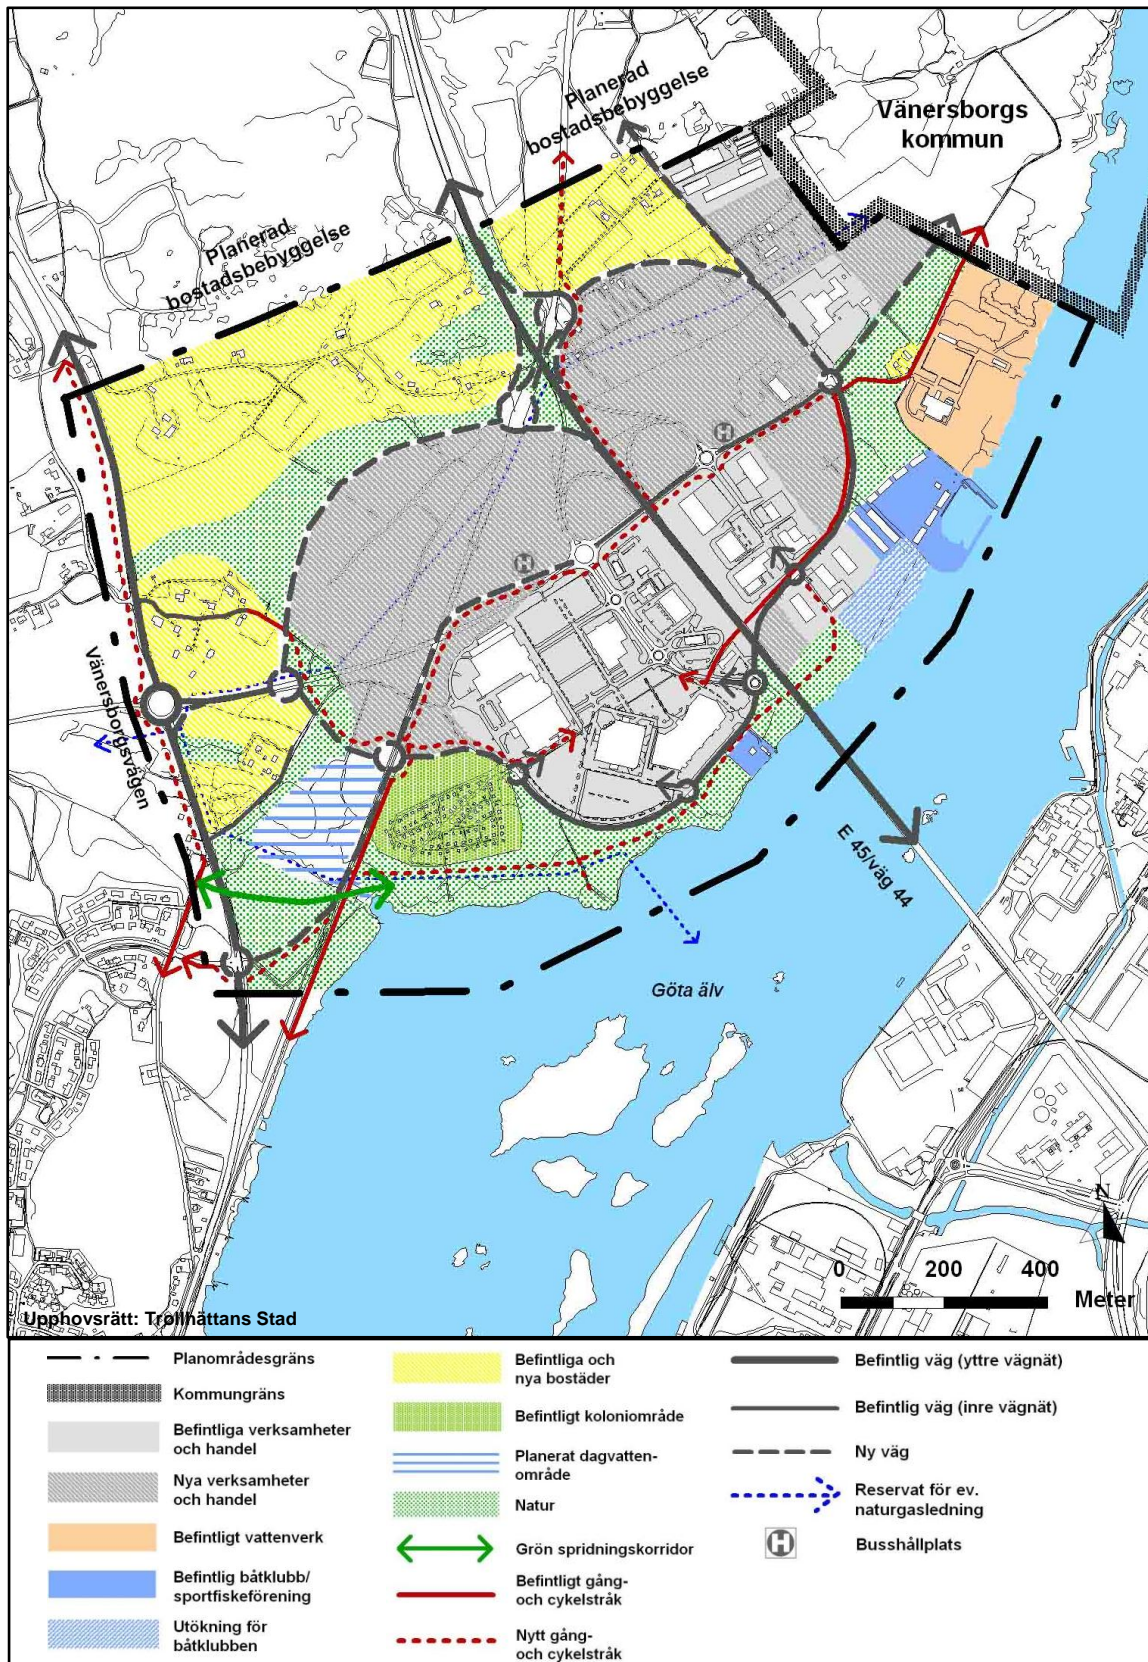 Planerad
bostadsbebyggelse
Vänersborgs
kommun
Planerad
bostadsbebyggelse
H
H
Vänersborgsvägen
E 45/väg 44
Göta älv
N
0 200 400
Meter
Upphovsrätt: Trollhättans Stad
Planområdesgräns
Kommungräns
Befintliga verksamheter
och handel
Nya verksamheter
och handel
Befintligt vattenverk
Befintlig båtklubb/
sportfiskeförening
Utökning för
båtklubben
Befintliga och
nya bostäder
Befintligt koloniområde
Planerat dagvatten-
område
Natur
Grön spridningskorridor
Befintligt gång-
och cykelstråk
Nytt gång-
och cykelstråk
Befintlig väg (yttre vägnät)
Befintlig väg (inre vägnät)
Ny väg
Reservat för ev.
naturgasledning
H
Busshållplats